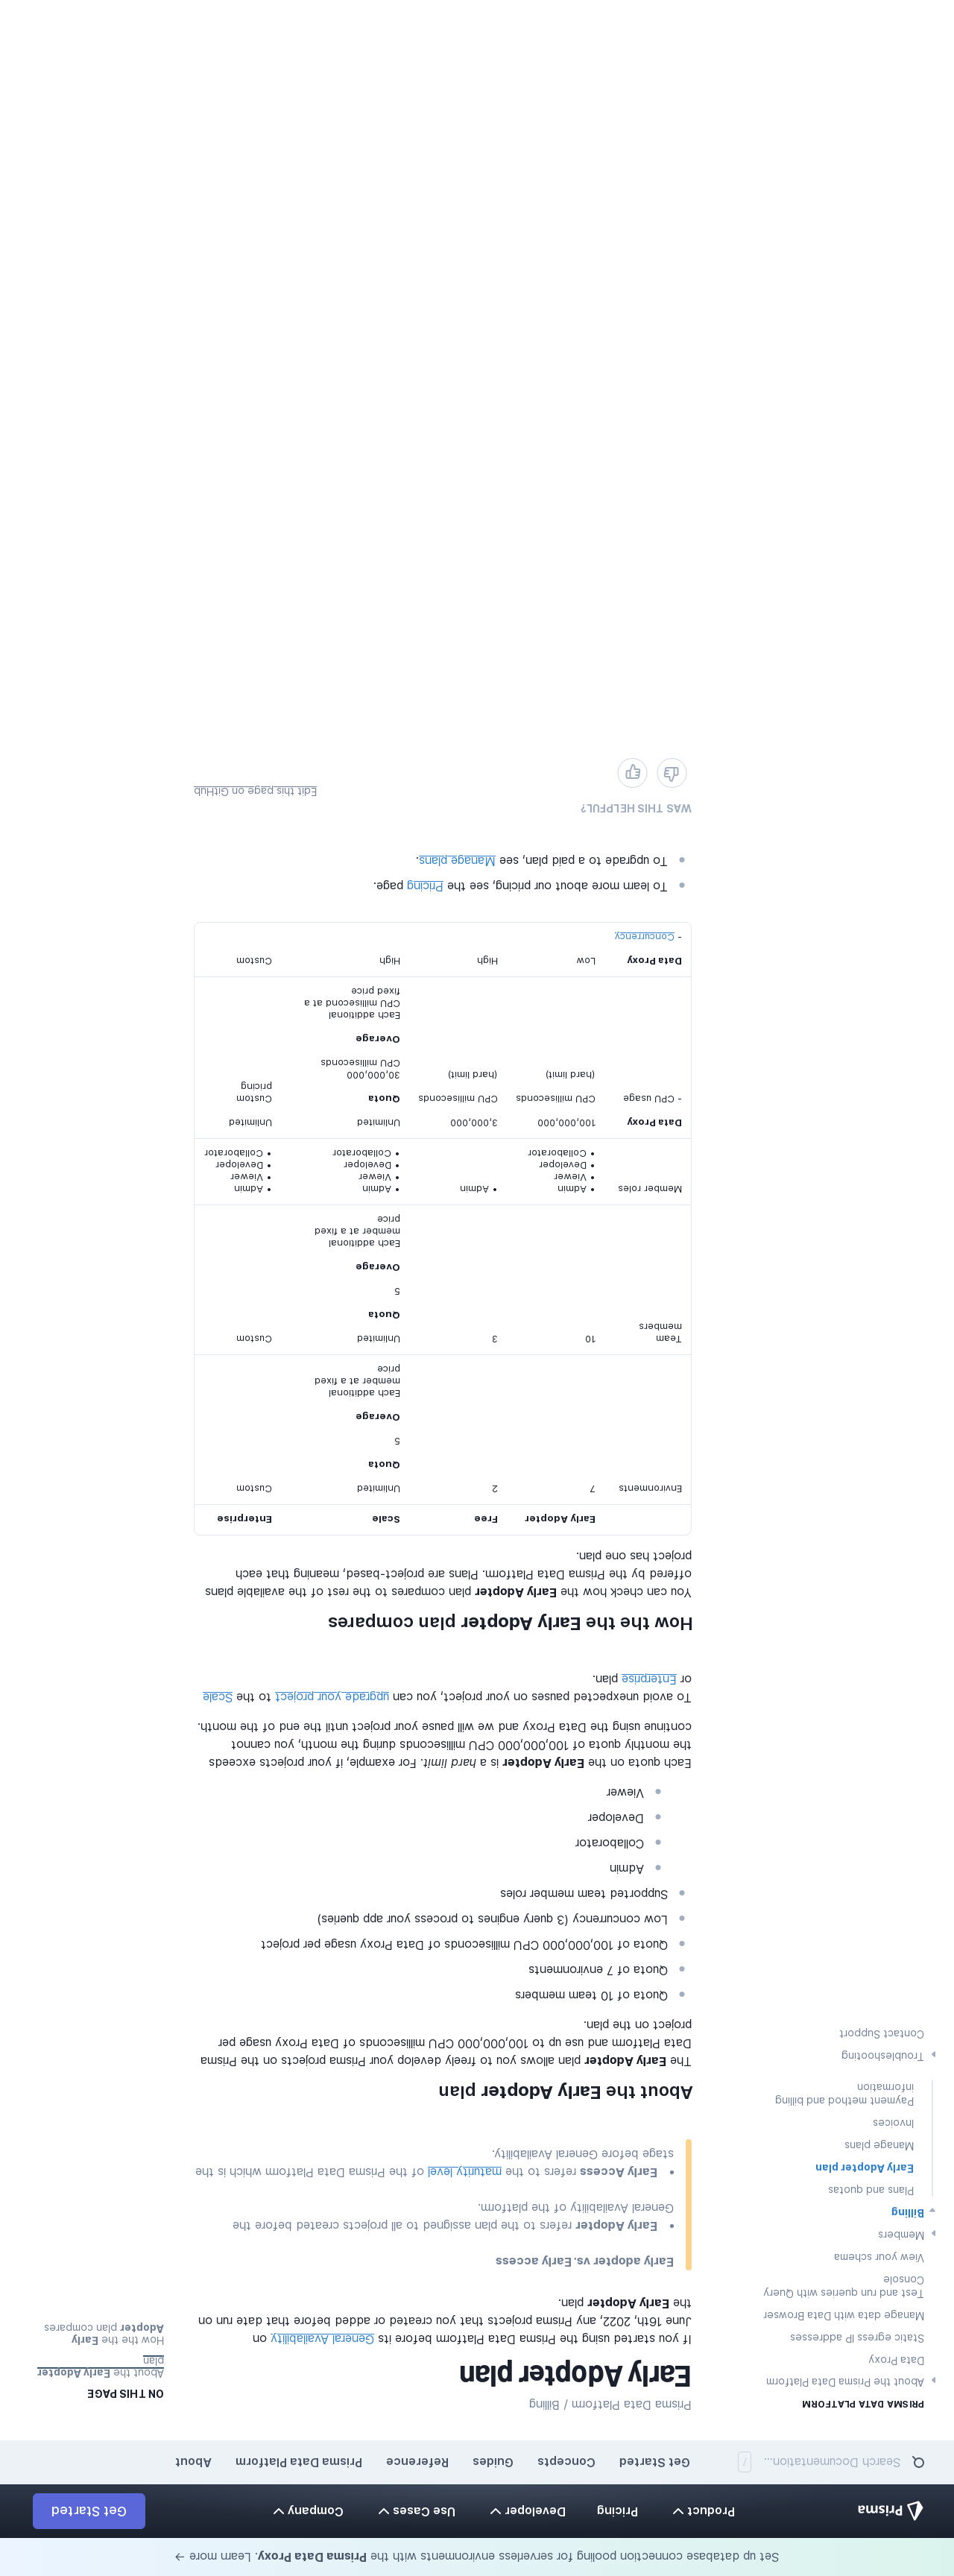 Set up database connection pooling for serverless environments with the Prisma Data Proxy. Learn more →
Prisma
Product
Pricing
Developer
Use Cases
Company
Get Started
Search Documentation... /
Get Started
Concepts
Guides
Reference
Prisma Data Platform
About
PRISMA DATA PLATFORM
About the Prisma Data Platform
Data Proxy
Static egress IP addresses
Manage data with Data Browser
Test and run queries with Query
Console
View your schema
Members
Billing
Plans and quotas
Early Adopter plan
Manage plans
Invoices
Payment method and billing
information
Troubleshooting
Contact Support
Prisma Data Platform / Billing
Early Adopter plan
If you started using the Prisma Data Platform before its General Availability on
June 16th, 2022, any Prisma projects that you created or added before that date run on
the Early Adopter plan.
Early adopter vs. Early access
• Early Adopter refers to the plan assigned to all projects created before the
General Availability of the platform.
• Early Access refers to the maturity level of the Prisma Data Platform which is the
stage before General Availability.
About the Early Adopter plan
The Early Adopter plan allows you to freely develop your Prisma projects on the Prisma
Data Platform and use up to 100,000,000 CPU milliseconds of Data Proxy usage per
project on the plan.
Quota of 10 team members
Quota of 7 environments
Quota of 100,000,000 CPU milliseconds of Data Proxy usage per project
Low concurrency (3 query engines to process your app queries)
Supported team member roles
Admin
Collaborator
Developer
Viewer
Each quota on the Early Adopter is a hard limit. For example, if your projects exceeds
the monthly quota of 100,000,000 CPU milliseconds during the month, you cannot
continue using the Data Proxy and we will pause your project until the end of the month.
To avoid unexpected pauses on your project, you can upgrade your project to the Scale
or Enterprise plan.
How the the Early Adopter plan compares
You can check how the Early Adopter plan compares to the rest of the available plans
offered by the Prisma Data Platform. Plans are project-based, meaning that each
project has one plan.
Early Adopter Free Scale Enterprise
Environments 7 2 Unlimited Custom
Quota
5
Overage
Each additional
member at a fixed
price
Team
members 10 3 Unlimited Custom
Quota
5
Overage
Each additional
member at a fixed
price
Member roles
• Admin
• Viewer
• Developer
• Collaborator
• Admin
• Admin
• Viewer
• Developer
• Collaborator
• Admin
• Viewer
• Developer
• Collaborator
Data Proxy 100,000,000 3,000,000 Unlimited Unlimited
- CPU usage CPU milliseconds CPU milliseconds Quota Custom
pricing
(hard limit) (hard limit) 30,000,000
CPU milliseconds
Overage
Each additional
CPU millisecond at a
fixed price
Data Proxy Low High High Custom
- Concurrency
To learn more about our pricing, see the Pricing page.
To upgrade to a paid plan, see Manage plans.
WAS THIS HELPFUL?
Edit this page on GitHub
ON THIS PAGE
About the Early Adopter
plan
How the the Early
Adopter plan compares